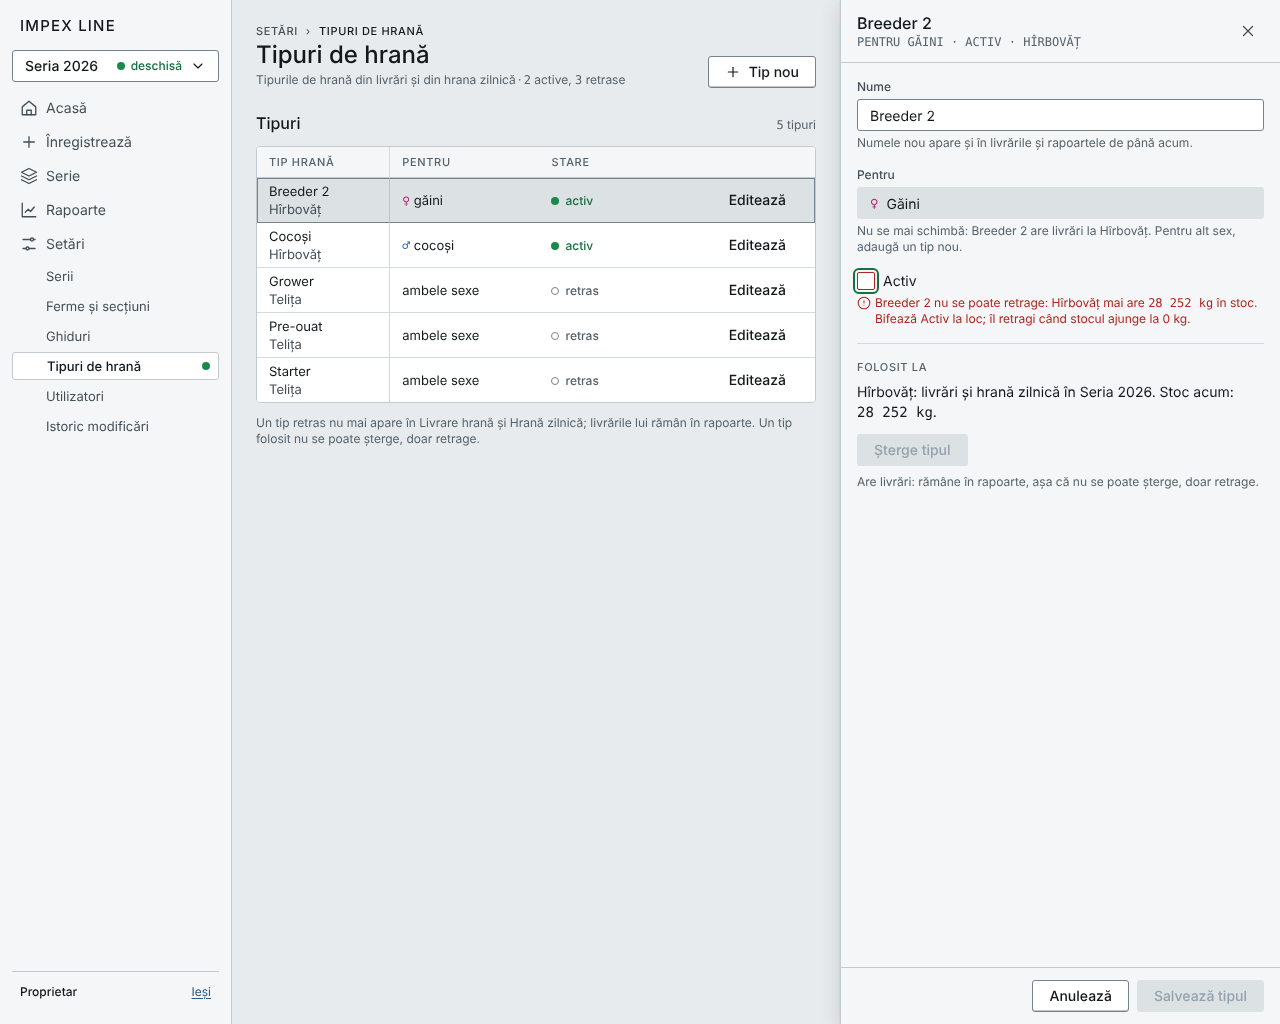 IMPEX LINE
Seria 2026 deschisă
Acasă
Înregistrează
Serie
Rapoarte
Setări
Serii
Ferme și secțiuni
Ghiduri
Tipuri de hrană
Utilizatori
Istoric modificări
Proprietar Ieși
SETĂRI › TIPURI DE HRANĂ
Tipuri de hrană
Tipurile de hrană din livrări și din hrana zilnică · 2 active, 3 retrase
Tip nou
Tipuri 5 tipuri
TIP HRANĂ PENTRU STARE
Breeder 2
Hîrbovăț
♀ găini activ Editează
Cocoși
Hîrbovăț
♂ cocoși activ Editează
Grower
Telița
ambele sexe retras Editează
Pre-ouat
Telița
ambele sexe retras Editează
Starter
Telița
ambele sexe retras Editează
Un tip retras nu mai apare în Livrare hrană și Hrană zilnică; livrările lui rămân în rapoarte. Un tip
folosit nu se poate șterge, doar retrage.
Breeder 2
PENTRU GĂINI · ACTIV · HÎRBOVĂȚ
Nume
Breeder 2
Numele nou apare și în livrările și rapoartele de până acum.
Pentru
♀ Găini
Nu se mai schimbă: Breeder 2 are livrări la Hîrbovăț. Pentru alt sex,
adaugă un tip nou.
Activ
Breeder 2 nu se poate retrage: Hîrbovăț mai are 28 252 kg în stoc.
Bifează Activ la loc; îl retragi când stocul ajunge la 0 kg.
FOLOSIT LA
Hîrbovăț: livrări și hrană zilnică în Seria 2026. Stoc acum:
28 252 kg.
Șterge tipul
Are livrări: rămâne în rapoarte, așa că nu se poate șterge, doar retrage.
Anulează Salvează tipul